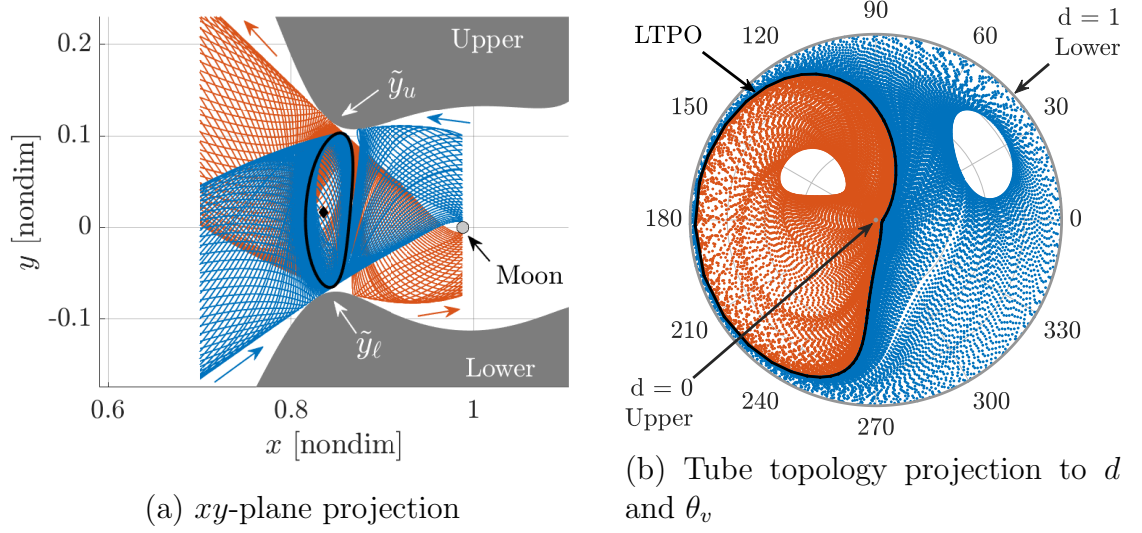 0.2
0.1
0
-0.1
y [nondim]
0.6
0.8
1
x [nondim]
Upper
ỹᵤ
Moon
ỹ_ℓ
Lower
(a) xy-plane projection
LTPO
d = 1
Lower
90
60
30
0
330
300
270
240
210
180
150
120
d = 0
Upper
(b) Tube topology projection to d
and θᵥ